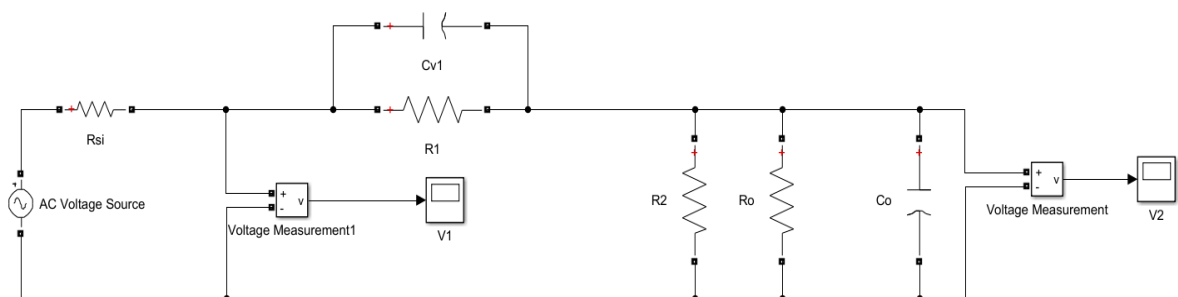 Cv1
Rsi
R1
AC Voltage Source
+
-
v
Voltage Measurement1
V1
R2
Ro
Co
+
-
v
Voltage Measurement
V2